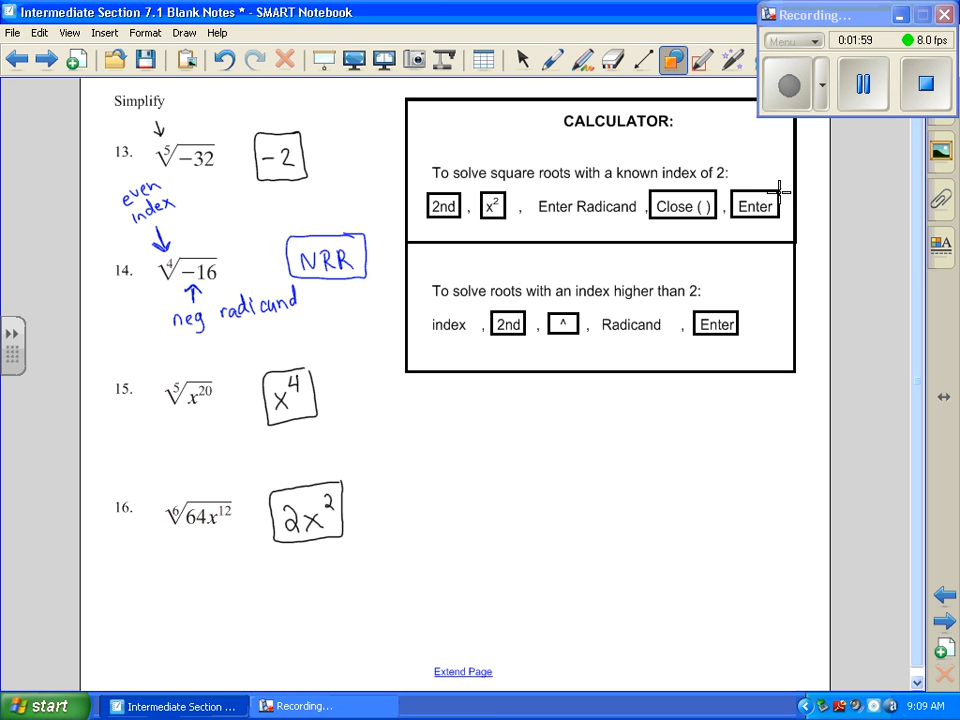 Intermediate Section 7.1 Blank Notes * - SMART Notebook
File Edit View Insert Format Draw Help
Recording...
Menu
0:01:59
8.0 fps
Simplify
13. ⁵√−32 −2
even
index
14. ⁴√−16 NRR
neg radicand
15. ⁵√x²⁰ x⁴
16. ⁶√64x¹² 2x²
CALCULATOR:
To solve square roots with a known index of 2:
2nd , x² , Enter Radicand , Close ( ) , Enter
To solve roots with an index higher than 2:
index , 2nd , ^ , Radicand , Enter
Extend Page
start
Intermediate Section ...
Recording...
9:09 AM